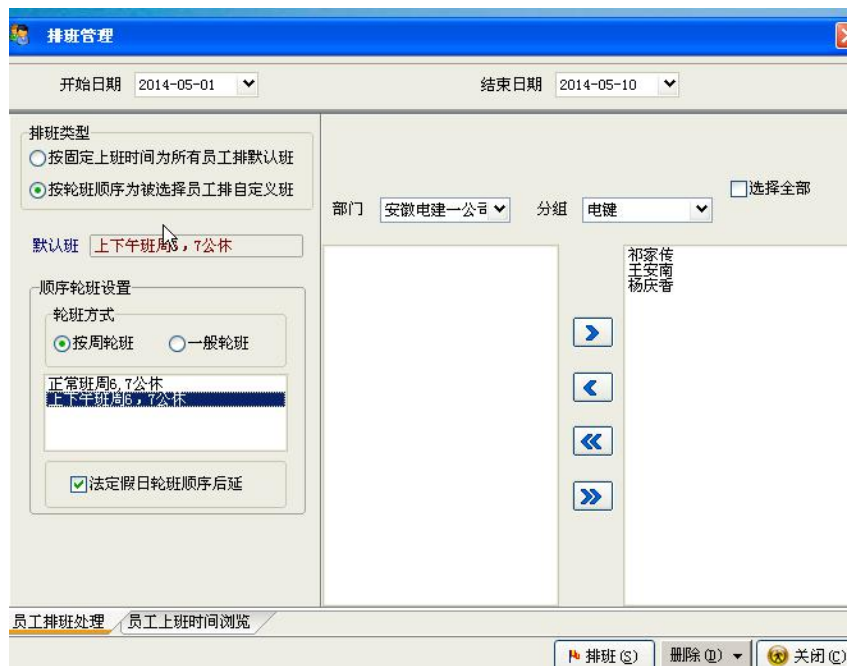 排班管理
开始日期 2014-05-01 结束日期 2014-05-10
排班类型
按固定上班时间为所有员工排默认班
按轮班顺序为被选择员工排自定义班
默认班 上下午班周6，7公休
顺序轮班设置
轮班方式
按周轮班 一般轮班
正常班周6,7公休
上下午班周6，7公休
法定假日轮班顺序后延
选择全部
部门 安徽电建一公司 分组 电键
祁家传
王安南
杨庆香
员工排班处理 员工上班时间浏览
排班(S) 删除(D) 关闭(C)